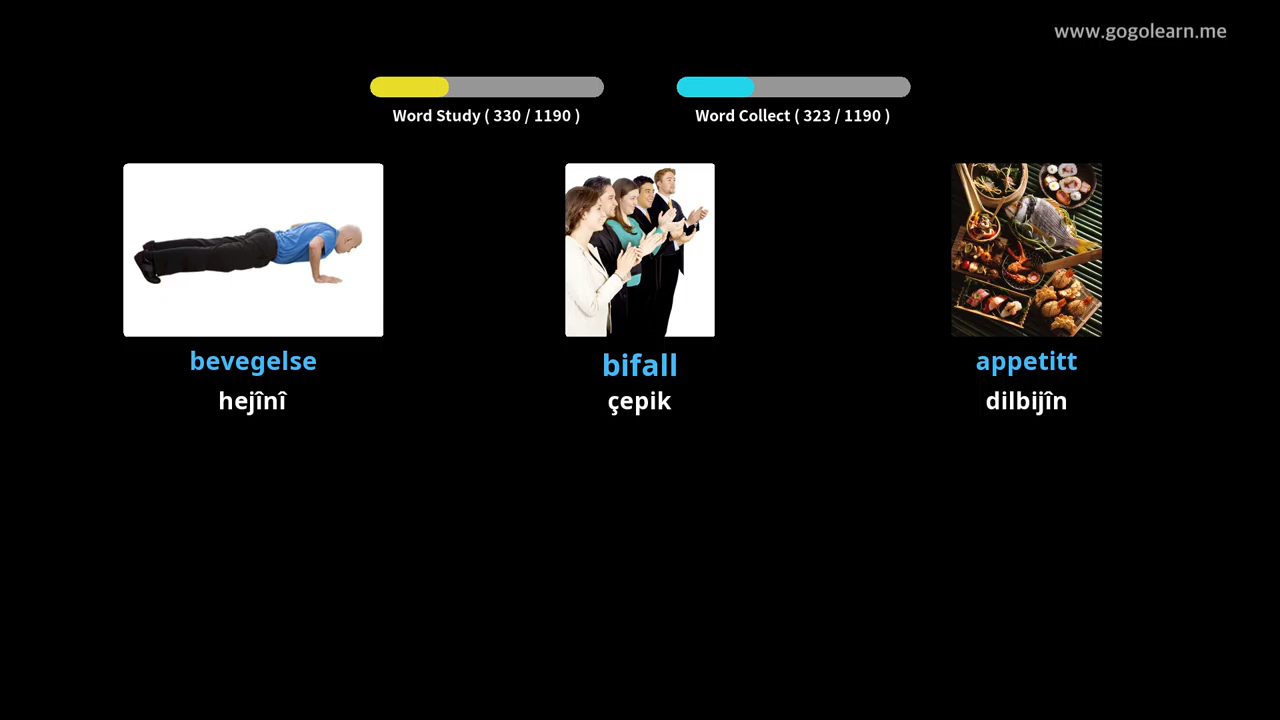 www.gogolearn.me
Word Study ( 330 / 1190 )
Word Collect ( 323 / 1190 )
bevegelse
hejînî
bifall
çepik
appetitt
dilbijîn